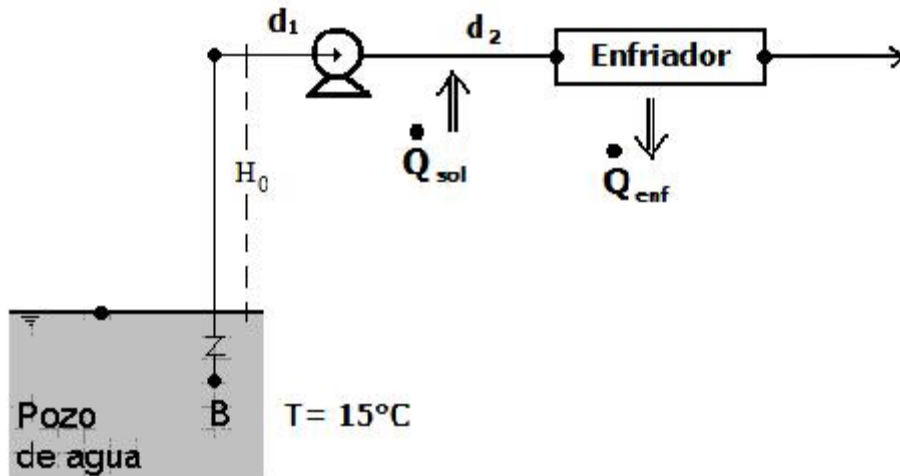 d₁
d₂
Enfriador
H₀
Q̇ sol
Q̇ enf
B
T= 15°C
Pozo
de agua